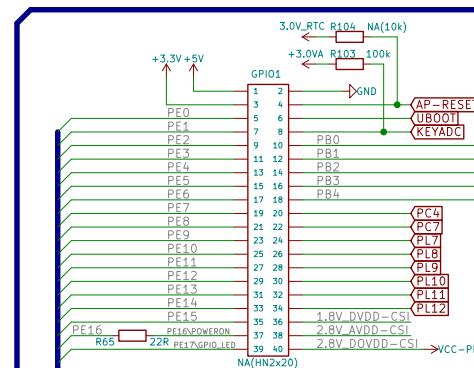 3.0V_RTC R104 NA(10k)
+3.0VA R103 100k
+3.3V +5V
GPIO1
1 2 GND
3 4 AP-RESET
PE0 5 6 UBOOT
PE1 7 8 KEYADC
PE2 9 10 PB0
PE3 11 12 PB1
PE4 13 14 PB2
PE5 15 16 PB3
PE6 17 18 PB4
PE7 19 20 PC4
PE8 21 22 PC7
PE9 23 24 PL7
PE10 25 26 PL8
PE11 27 28 PL9
PE12 29 30 PL10
PE13 31 32 PL11
PE14 33 34 PL12
PE15 35 36 1.8V_DVDD-CSI
PE16 PE16\POWERON 37 38 2.8V_AVDD-CSI
R65 22R PE17\GPIO_LED 39 40 2.8V_DOVDD-CSI
NA(HN2x20)